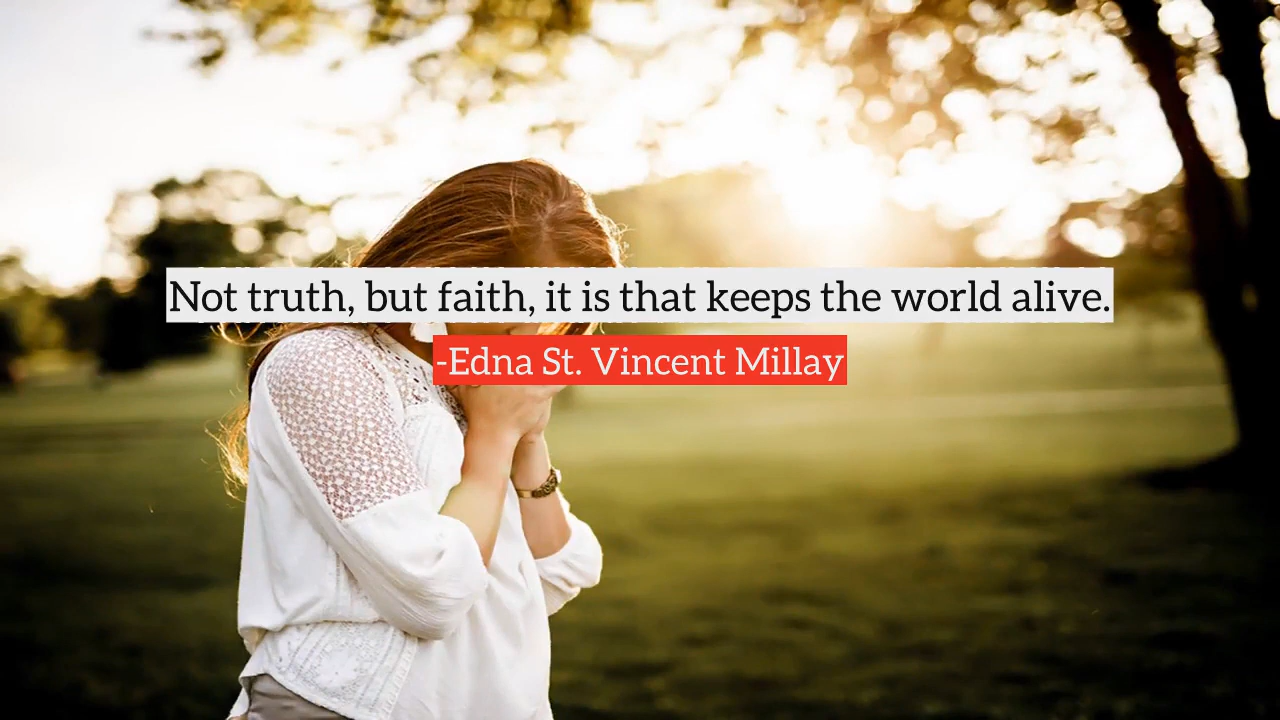 Not truth, but faith, it is that keeps the world alive.
-Edna St. Vincent Millay